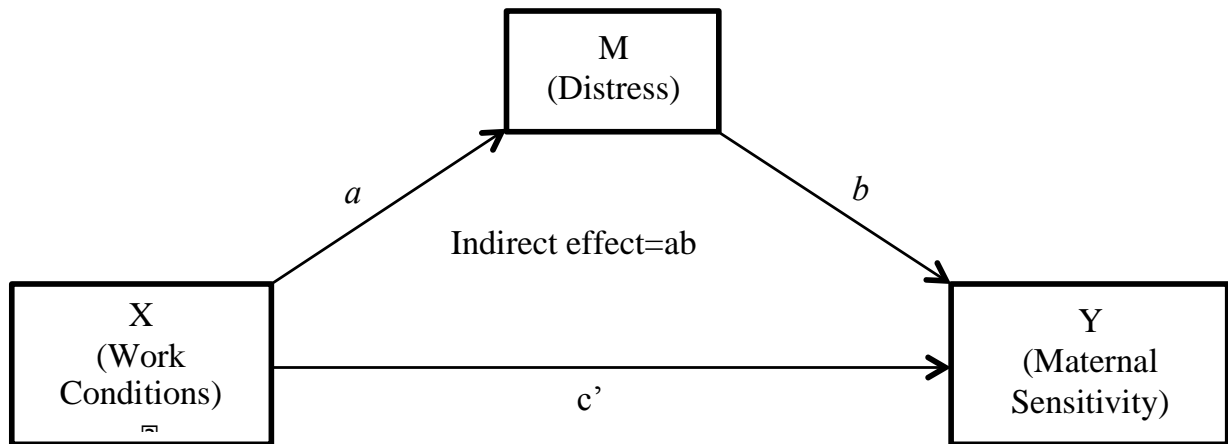 M
(Distress)
a
b
Indirect effect=ab
X
(Work
Conditions)
Y
(Maternal
Sensitivity)
c’